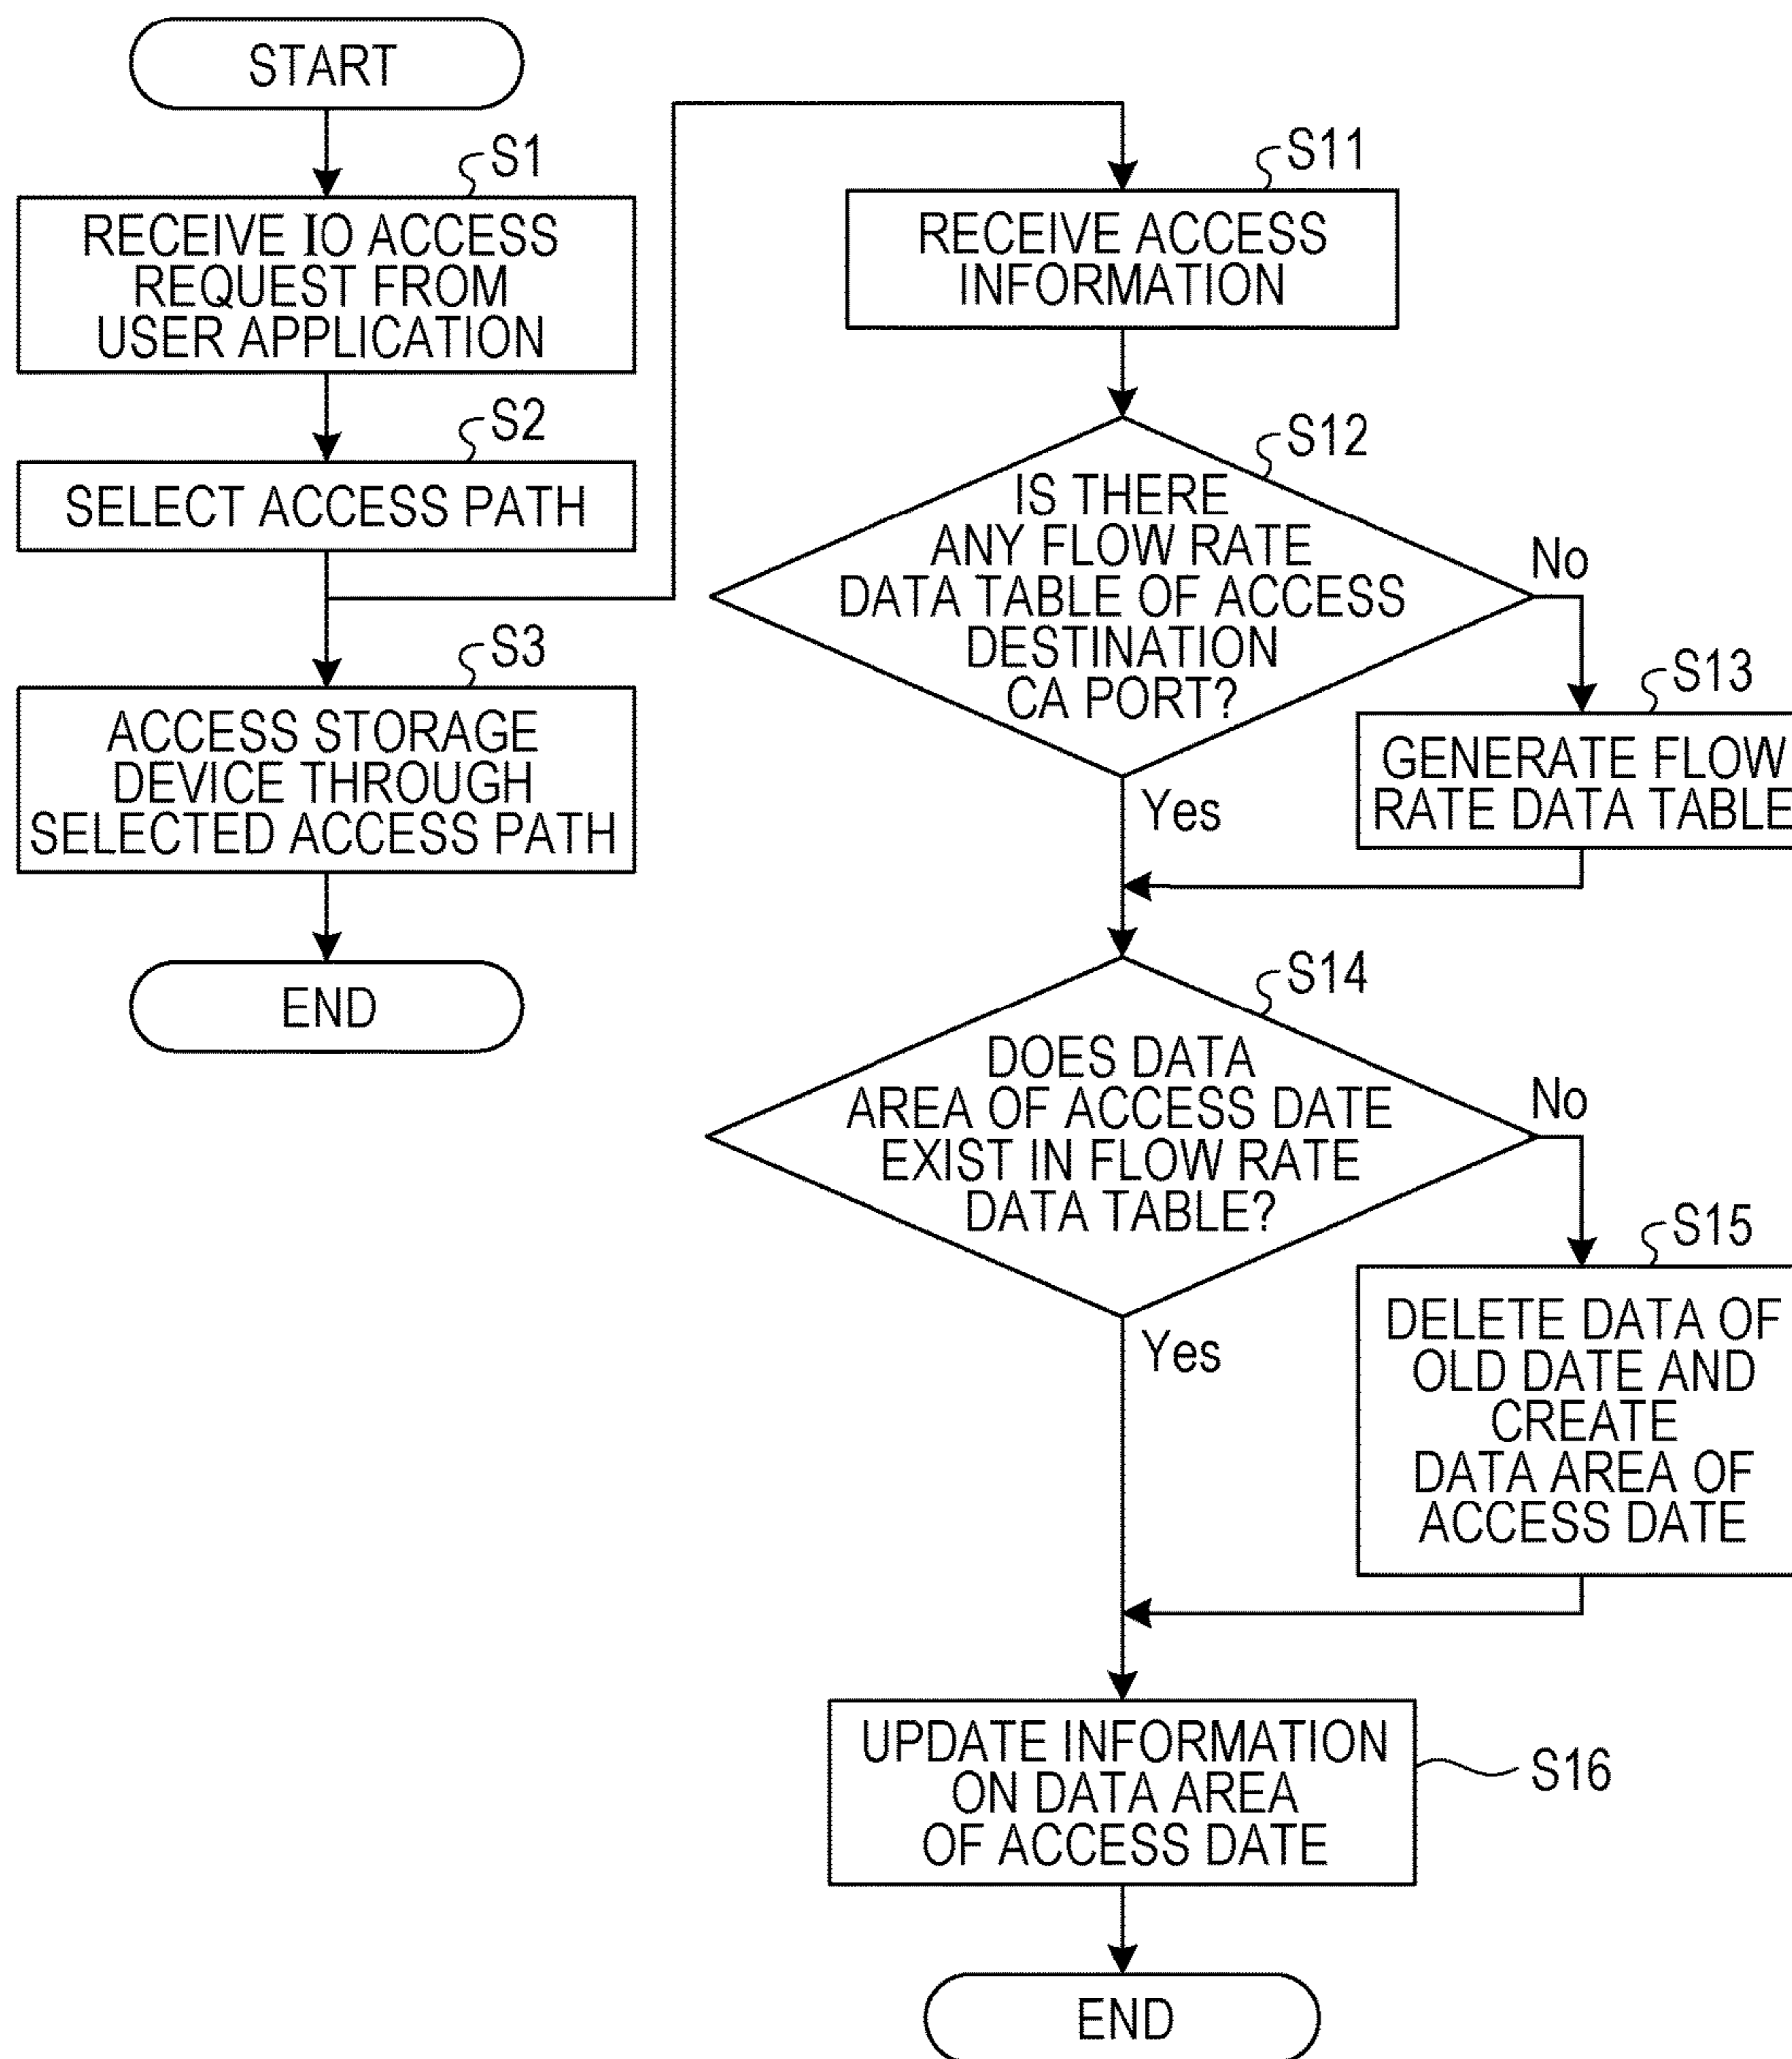 START
S1
RECEIVE IO ACCESS
REQUEST FROM
USER APPLICATION
S2
SELECT ACCESS PATH
S3
ACCESS STORAGE
DEVICE THROUGH
SELECTED ACCESS PATH
END
S11
RECEIVE ACCESS
INFORMATION
S12
IS THERE
ANY FLOW RATE
DATA TABLE OF ACCESS
DESTINATION
CA PORT?
No
Yes
S13
GENERATE FLOW
RATE DATA TABLE
S14
DOES DATA
AREA OF ACCESS DATE
EXIST IN FLOW RATE
DATA TABLE?
No
Yes
S15
DELETE DATA OF
OLD DATE AND
CREATE
DATA AREA OF
ACCESS DATE
UPDATE INFORMATION
ON DATA AREA
OF ACCESS DATE
S16
END